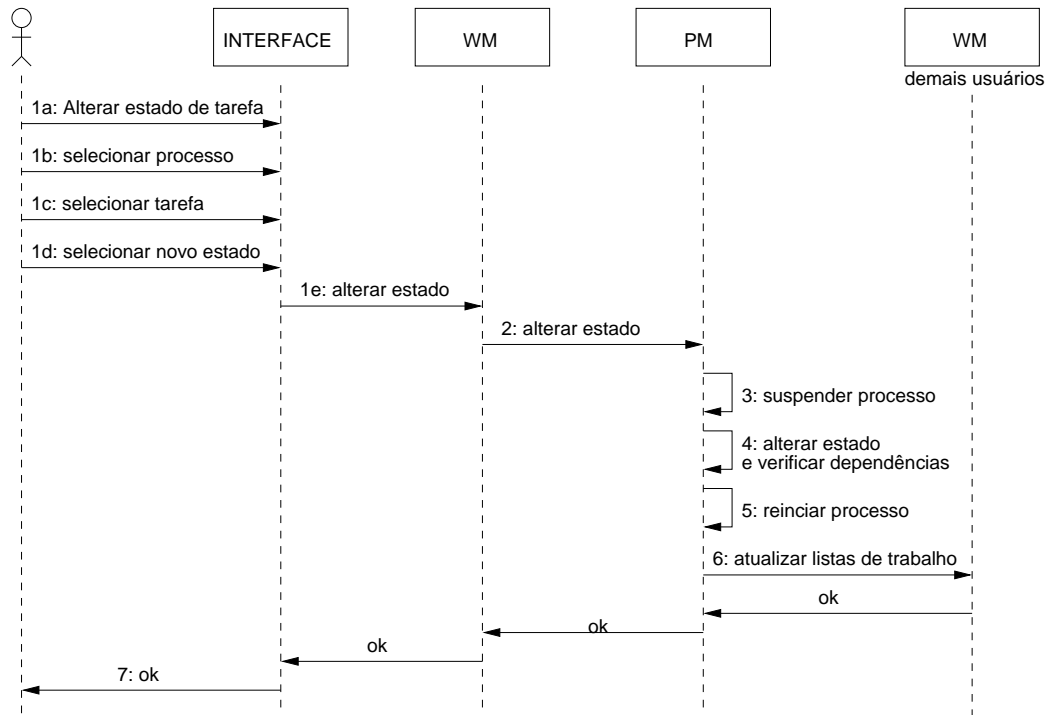 INTERFACE
WM
PM
WM
demais usuários
1a: Alterar estado de tarefa
1b: selecionar processo
1c: selecionar tarefa
1d: selecionar novo estado
1e: alterar estado
2: alterar estado
3: suspender processo
4: alterar estado
e verificar dependências
5: reinciar processo
6: atualizar listas de trabalho
ok
ok
ok
7: ok